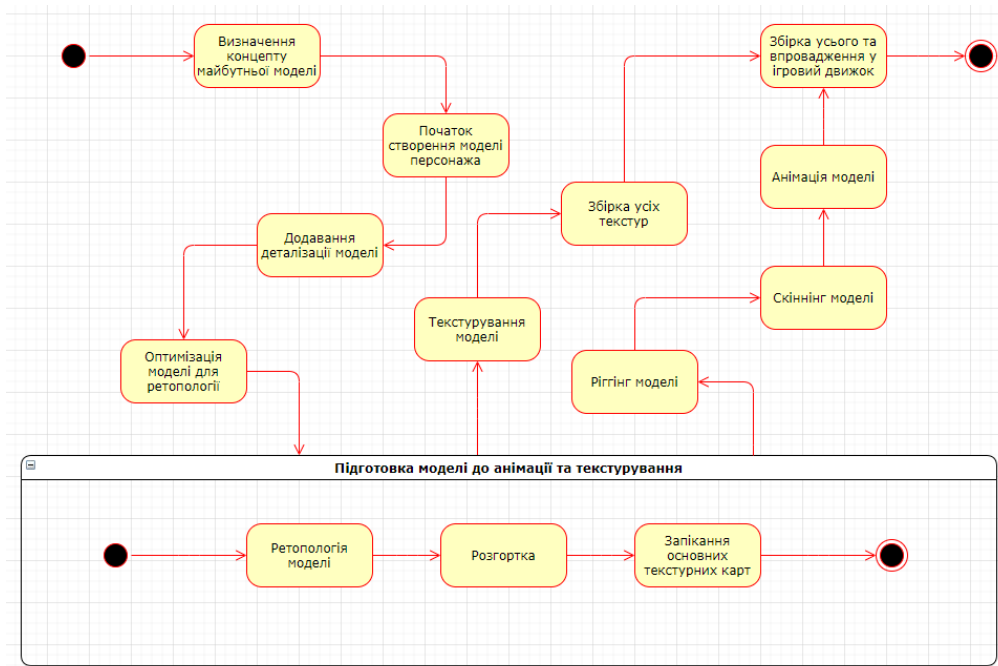 Визначення
концепту
майбутньої моделі
Збірка усього та
впровадження у
ігровий движок
Початок
створення моделі
персонажа
Анімація моделі
Збірка усіх
текстур
Додавання
деталізації моделі
Скіннінг моделі
Текстурування
моделі
Оптимізація
моделі для
ретопології
Ріггінг моделі
Підготовка моделі до анімації та текстурування
Ретопологія
моделі
Розгортка
Запікання
основних
текстурних карт